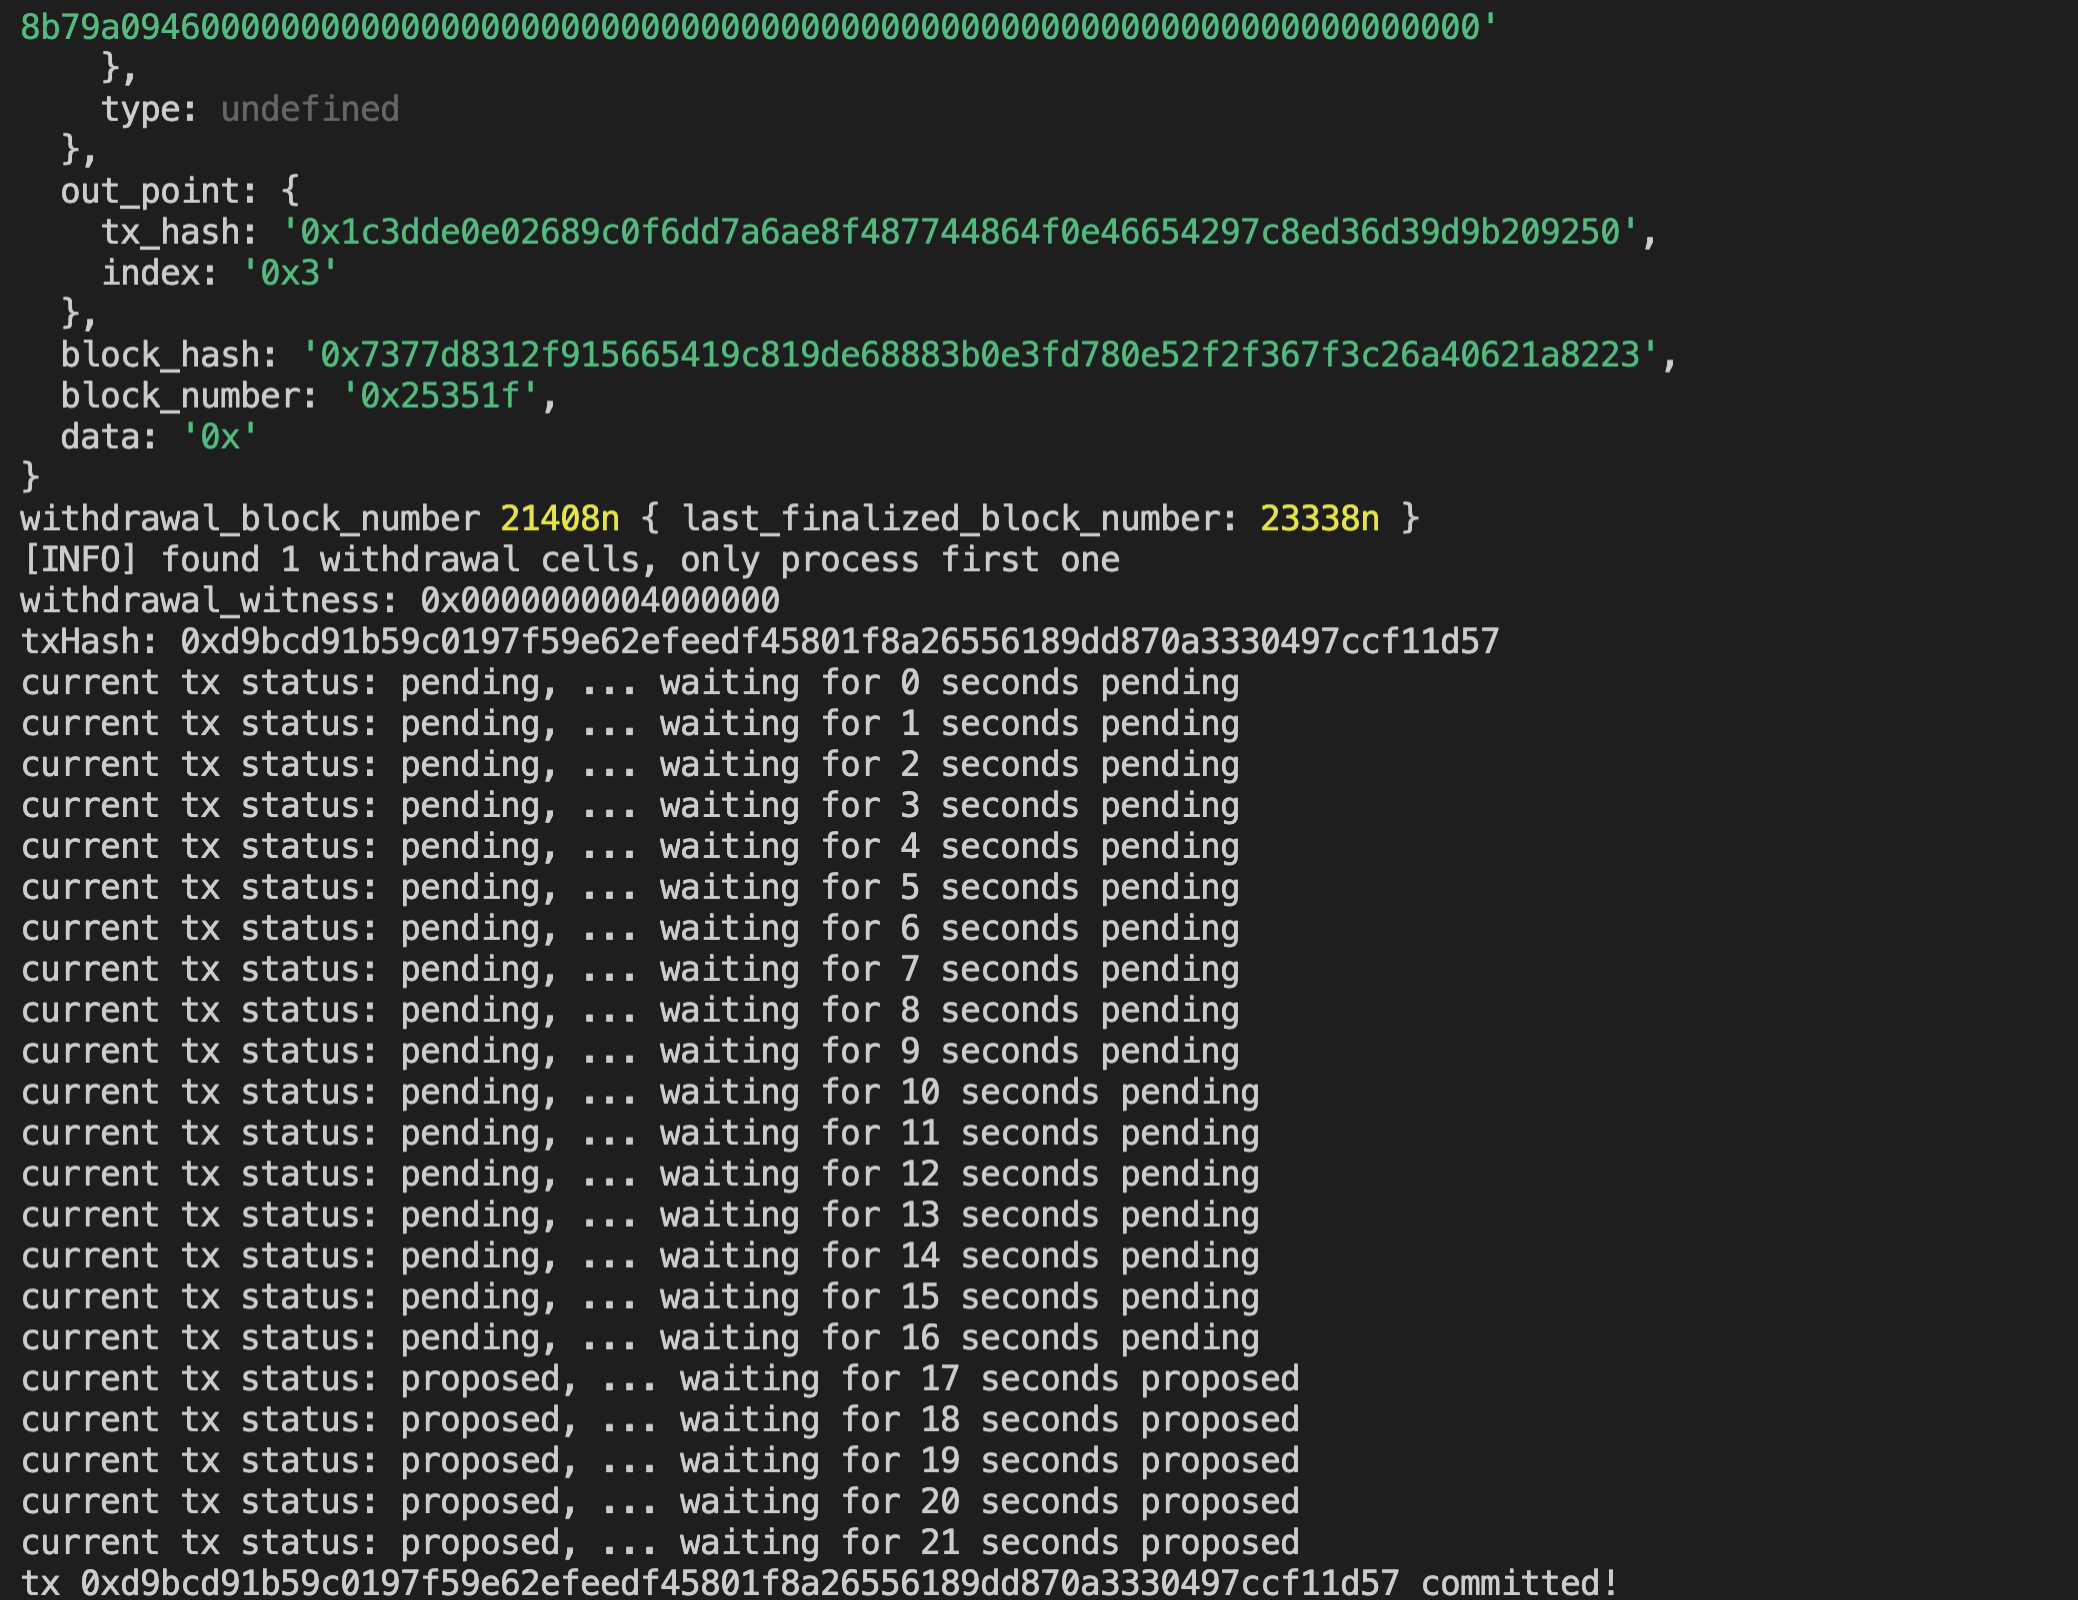 8b79a09460000000000000000000000000000000000000000000000000000000000000000'
},
type: undefined
},
out_point: {
tx_hash: '0x1c3dde0e02689c0f6dd7a6ae8f487744864f0e46654297c8ed36d39d9b209250',
index: '0x3'
},
block_hash: '0x7377d8312f915665419c819de68883b0e3fd780e52f2f367f3c26a40621a8223',
block_number: '0x25351f',
data: '0x'
}
withdrawal_block_number 21408n { last_finalized_block_number: 23338n }
[INFO] found 1 withdrawal cells, only process first one
withdrawal_witness: 0x0000000004000000
txHash: 0xd9bcd91b59c0197f59e62efeedf45801f8a26556189dd870a3330497ccf11d57
current tx status: pending, ... waiting for 0 seconds pending
current tx status: pending, ... waiting for 1 seconds pending
current tx status: pending, ... waiting for 2 seconds pending
current tx status: pending, ... waiting for 3 seconds pending
current tx status: pending, ... waiting for 4 seconds pending
current tx status: pending, ... waiting for 5 seconds pending
current tx status: pending, ... waiting for 6 seconds pending
current tx status: pending, ... waiting for 7 seconds pending
current tx status: pending, ... waiting for 8 seconds pending
current tx status: pending, ... waiting for 9 seconds pending
current tx status: pending, ... waiting for 10 seconds pending
current tx status: pending, ... waiting for 11 seconds pending
current tx status: pending, ... waiting for 12 seconds pending
current tx status: pending, ... waiting for 13 seconds pending
current tx status: pending, ... waiting for 14 seconds pending
current tx status: pending, ... waiting for 15 seconds pending
current tx status: pending, ... waiting for 16 seconds pending
current tx status: proposed, ... waiting for 17 seconds proposed
current tx status: proposed, ... waiting for 18 seconds proposed
current tx status: proposed, ... waiting for 19 seconds proposed
current tx status: proposed, ... waiting for 20 seconds proposed
current tx status: proposed, ... waiting for 21 seconds proposed
tx 0xd9bcd91b59c0197f59e62efeedf45801f8a26556189dd870a3330497ccf11d57 committed!